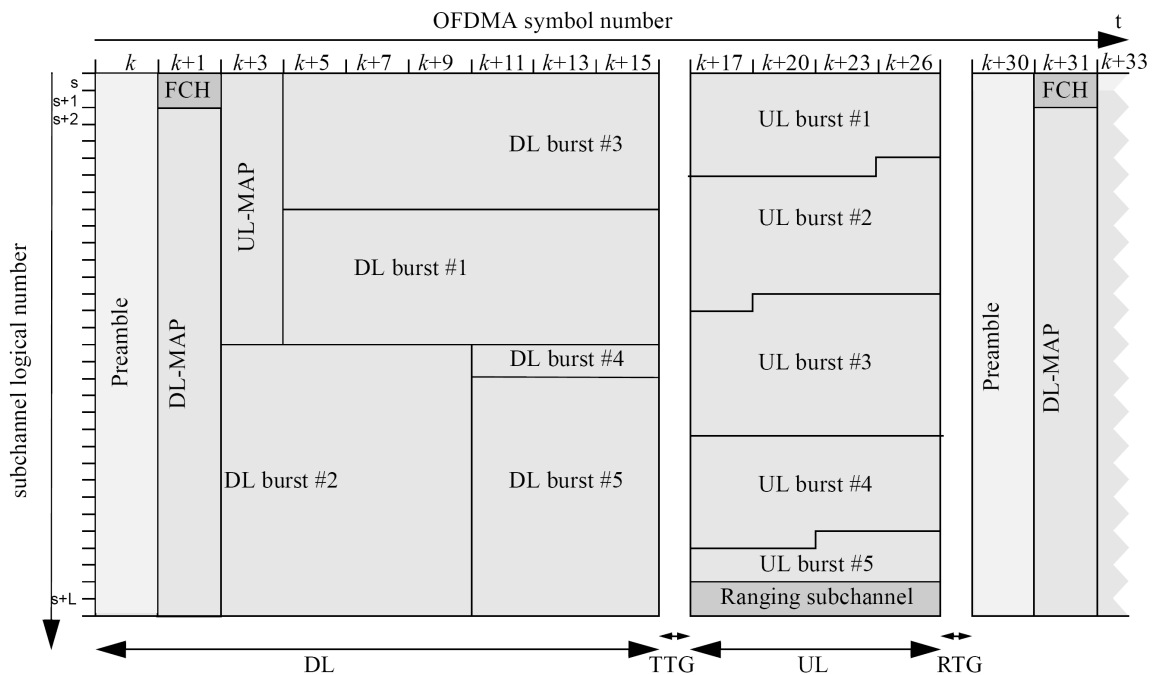 OFDMA symbol number
t
k k+1 k+3 k+5 k+7 k+9 k+11 k+13 k+15 k+17 k+20 k+23 k+26 k+30 k+31 k+33
s
s+1
s+2
s+L
subchannel logical number
Preamble
FCH
DL-MAP
UL-MAP
DL burst #3
DL burst #1
DL burst #4
DL burst #2
DL burst #5
UL burst #1
UL burst #2
UL burst #3
UL burst #4
UL burst #5
Ranging subchannel
Preamble
FCH
DL-MAP
DL TTG UL RTG